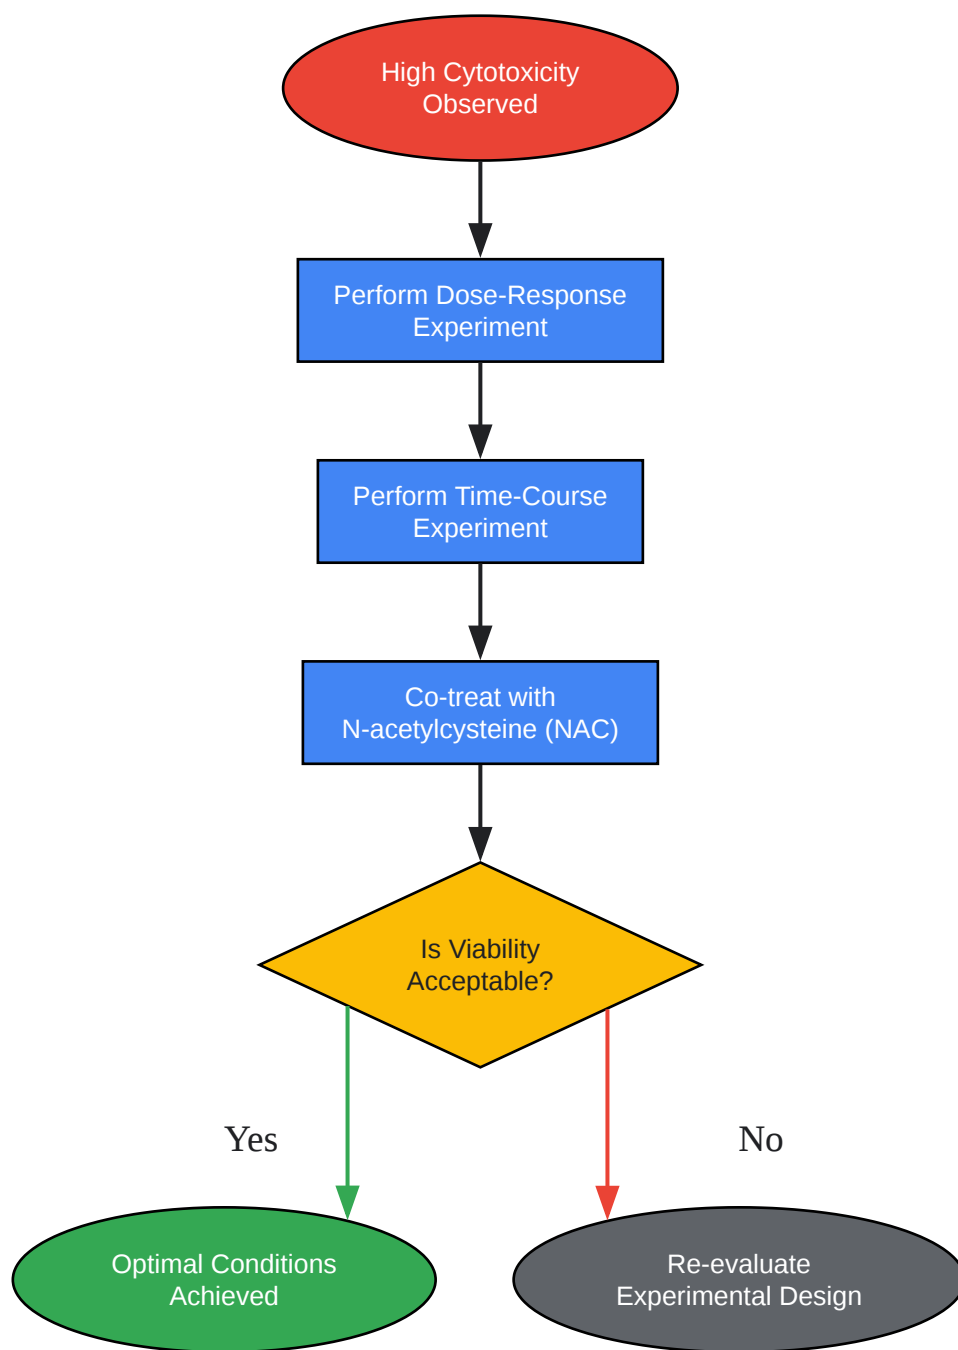 High Cytotoxicity
Observed
Perform Dose-Response
Experiment
Perform Time-Course
Experiment
Co-treat with
N-acetylcysteine (NAC)
Is Viability
Acceptable?
Yes
No
Optimal Conditions
Achieved
Re-evaluate
Experimental Design